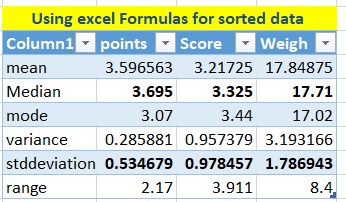 Using excel Formulas for sorted data
Column1 points Score Weigh
mean 3.596563 3.21725 17.84875
Median 3.695 3.325 17.71
mode 3.07 3.44 17.02
variance 0.285881 0.957379 3.193166
stddeviation 0.534679 0.978457 1.786943
range 2.17 3.911 8.4